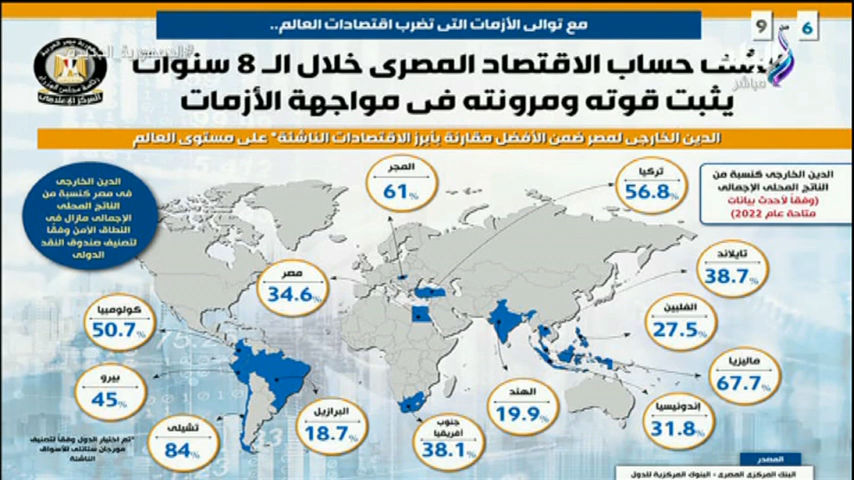 مع توالى الأزمات التى تضرب اقتصادات العالم..
6 من 9
#الجمهورية_الجديدة
كشف حساب الاقتصاد المصرى خلال الـ 8 سنوات
مباشر
يثبت قوته ومرونته فى مواجهة الأزمات
الدين الخارجى لمصر ضمن الأفضل مقارنة بأبرز الاقتصادات الناشئة* على مستوى العالم
الدين الخارجى كنسبة من
الناتج المحلى الإجمالى
(وفقاً لأحدث بيانات
متاحة عام 2022)
الدين الخارجى
فى مصر كنسبة من
الناتج المحلى
الإجمالى مازال فى
النطاق الآمن وفقًا
لتصنيف صندوق النقد
الدولى
تركيا
56.8%
المجر
61%
تايلاند
38.7%
مصر
34.6%
الفلبين
27.5%
كولومبيا
50.7%
ماليزيا
67.7%
بيرو
45%
الهند
19.9%
إندونيسيا
31.8%
البرازيل
18.7%
تشيلى
84%
جنوب
أفريقيا
38.1%
*تم اختيار الدول وفقاً لتصنيف
مورجان ستانلى للأسواق
الناشئة
المصدر
البنك المركزى المصرى - البنوك المركزية للدول